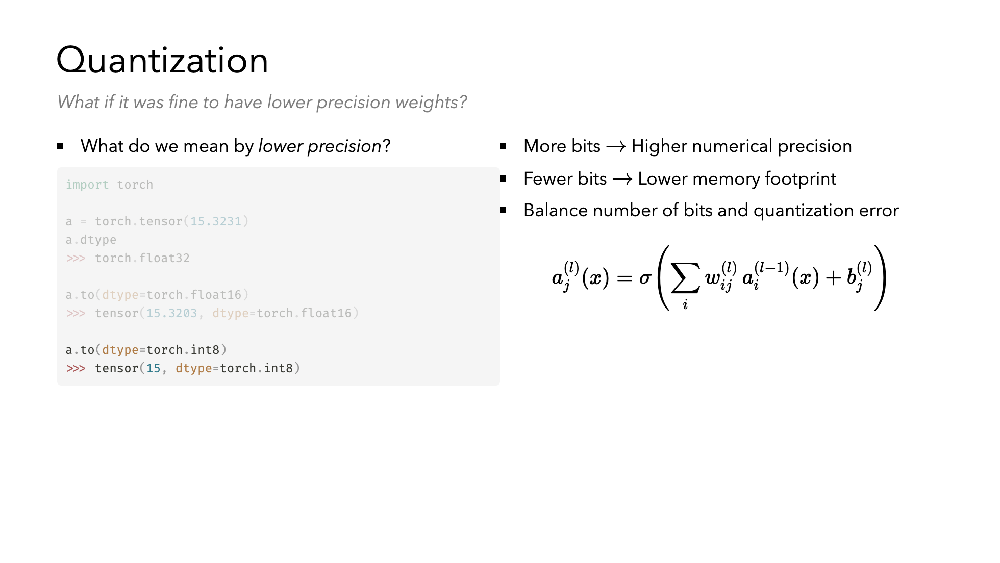 Quantization
What if it was fine to have lower precision weights?
▪ What do we mean by lower precision?
import torch

a = torch.tensor(15.3231)
a.dtype
>>> torch.float32

a.to(dtype=torch.float16)
>>> tensor(15.3203, dtype=torch.float16)

a.to(dtype=torch.int8)
>>> tensor(15, dtype=torch.int8)
▪ More bits → Higher numerical precision
▪ Fewer bits → Lower memory footprint
▪ Balance number of bits and quantization error
$a_j^{(l)}(x) = \sigma\left(\sum_i w_{ij}^{(l)} a_i^{(l-1)}(x) + b_j^{(l)}\right)$